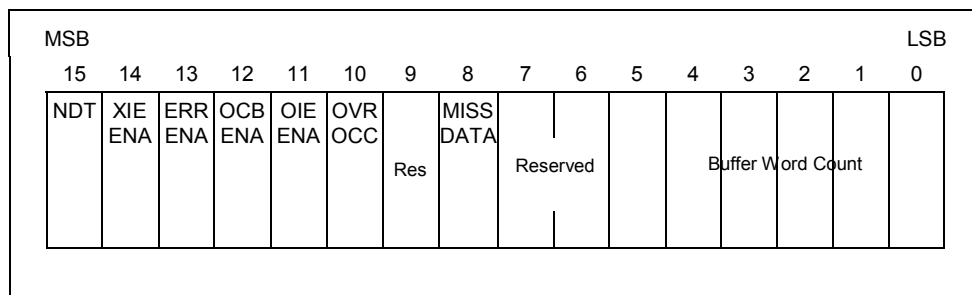 MSB LSB
15 14 13 12 11 10 9 8 7 6 5 4 3 2 1 0
NDT XIE ERR OCB OIE OVR MISS
ENA ENA ENA ENA OCC DATA
Res Reserved Buffer Word Count